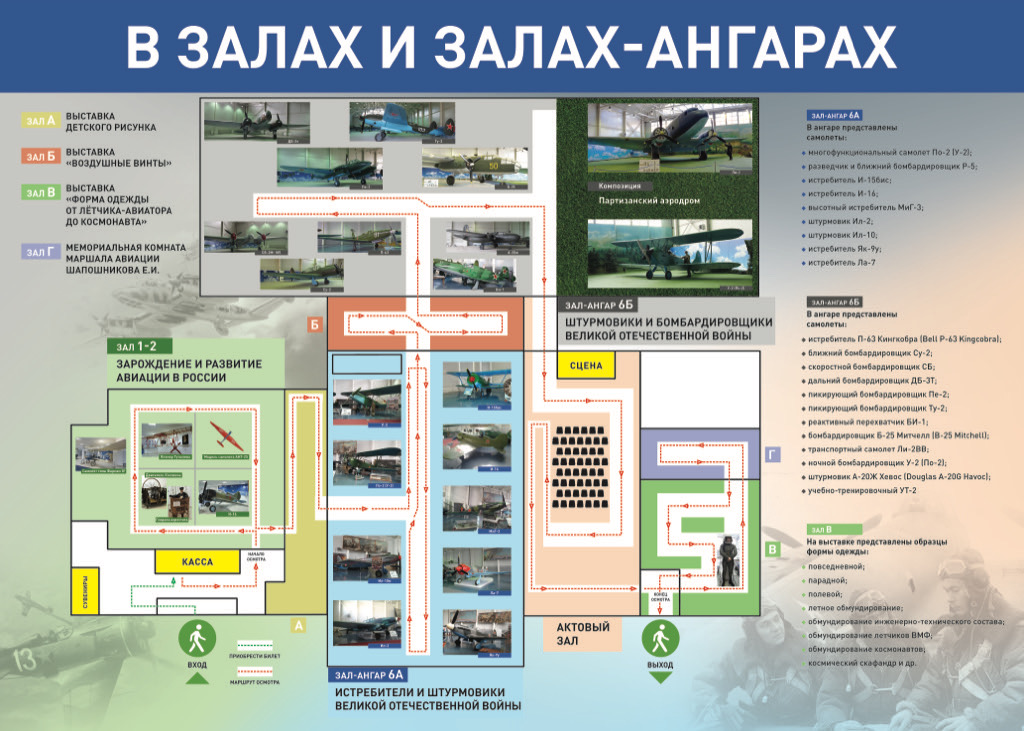 В ЗАЛАХ И ЗАЛАХ-АНГАРАХ
ЗАЛ А
ВЫСТАВКА
ДЕТСКОГО РИСУНКА
ЗАЛ Б
ВЫСТАВКА
«ВОЗДУШНЫЕ ВИНТЫ»
ЗАЛ В
ВЫСТАВКА
«ФОРМА ОДЕЖДЫ
ОТ ЛЁТЧИКА-АВИАТОРА
ДО КОСМОНАВТА»
ЗАЛ Г
МЕМОРИАЛЬНАЯ КОМНАТА
МАРШАЛА АВИАЦИИ
ШАПОШНИКОВА Е.И.
Композиция
Партизанский аэродром
ЗАЛ-АНГАР 6Б
ШТУРМОВИКИ И БОМБАРДИРОВЩИКИ
ВЕЛИКОЙ ОТЕЧЕСТВЕННОЙ ВОЙНЫ
Б
ЗАЛ 1-2
ЗАРОЖДЕНИЕ И РАЗВИТИЕ
АВИАЦИИ В РОССИИ
СЦЕНА
Г
В
КАССА
НАЧАЛО
ОСМОТРА
СУВЕНИРЫ
КОНЕЦ
ОСМОТРА
А
ВХОД
ПРИОБРЕСТИ БИЛЕТ
МАРШРУТ ОСМОТРА
АКТОВЫЙ
ЗАЛ
ВЫХОД
ЗАЛ-АНГАР 6А
ИСТРЕБИТЕЛИ И ШТУРМОВИКИ
ВЕЛИКОЙ ОТЕЧЕСТВЕННОЙ ВОЙНЫ
ЗАЛ-АНГАР 6А
В ангаре представлены
самолеты:
• многофункциональный самолет По-2 (У-2);
• разведчик и ближний бомбардировщик Р-5;
• истребитель И-15бис;
• истребитель И-16;
• высотный истребитель МиГ-3;
• штурмовик Ил-2;
• штурмовик Ил-10;
• истребитель Як-9у;
• истребитель Ла-7
ЗАЛ-АНГАР 6Б
В ангаре представлены
самолеты:
• истребитель П-63 Кингкобра (Bell P-63 Kingcobra);
• ближний бомбардировщик Су-2;
• скоростной бомбардировщик СБ;
• дальний бомбардировщик ДБ-3Т;
• пикирующий бомбардировщик Пе-2;
• пикирующий бомбардировщик Ту-2;
• реактивный перехватчик БИ-1;
• бомбардировщик Б-25 Митчелл (B-25 Mitchell);
• транспортный самолет Ли-2ВВ;
• ночной бомбардировщик У-2 (По-2);
• штурмовик А-20Ж Хевос (Douglas A-20G Havoc);
• учебно-тренировочный УТ-2
ЗАЛ В
На выставке представлены образцы
формы одежды:
• повседневной;
• парадной;
• полевой;
• летное обмундирование;
• обмундирование инженерно-технического состава;
обмундирование летчиков ВМФ;
обмундирование космонавтов;
космический скафандр и др.